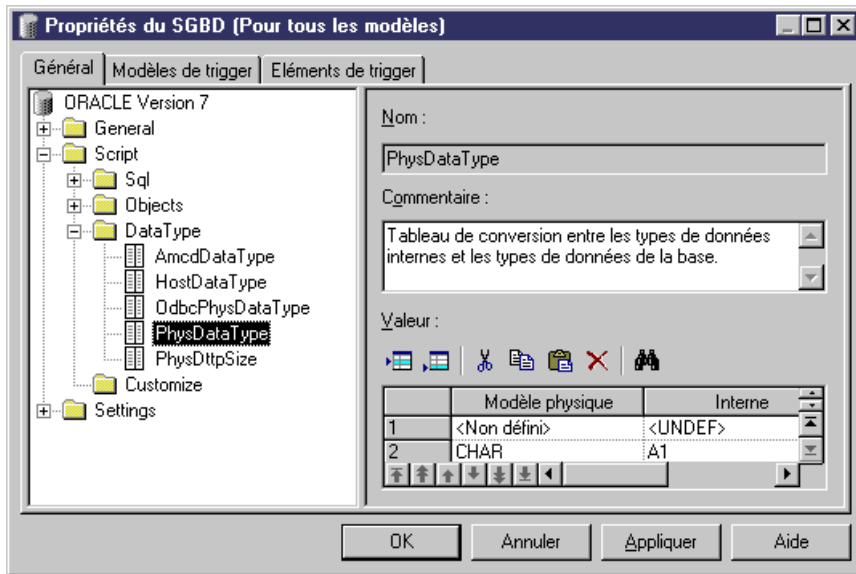 Propriétés du SGBD (Pour tous les modèles)
Général
Modèles de trigger
Eléments de trigger
ORACLE Version 7
General
Script
Sql
Objects
DataType
AmcdDataType
HostDataType
OdbcPhysDataType
PhysDataType
PhysDttpSize
Customize
Settings
Nom :
PhysDataType
Commentaire :
Tableau de conversion entre les types de données
internes et les types de données de la base.
Valeur :
Modèle physique Interne
1 <Non défini> <UNDEF>
2 CHAR A1
OK Annuler Appliquer Aide